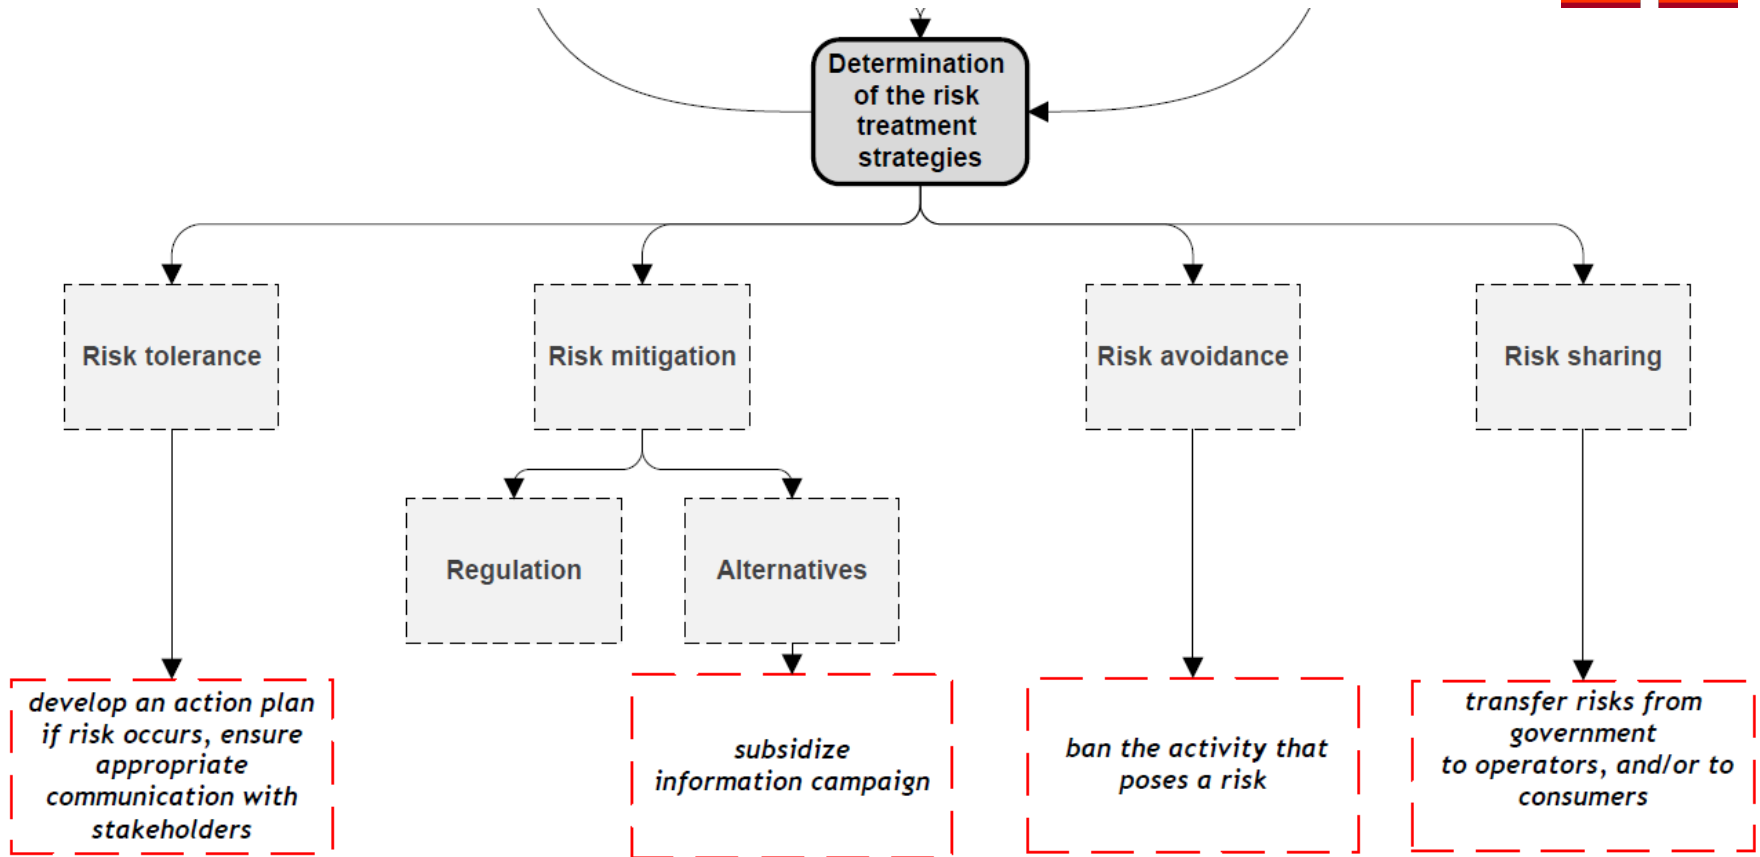 Determination
of the risk
treatment
strategies
Risk tolerance
Risk mitigation
Risk avoidance
Risk sharing
Regulation
Alternatives
develop an action plan
if risk occurs, ensure
appropriate
communication with
stakeholders
subsidize
information campaign
ban the activity that
poses a risk
transfer risks from
government
to operators, and/or to
consumers